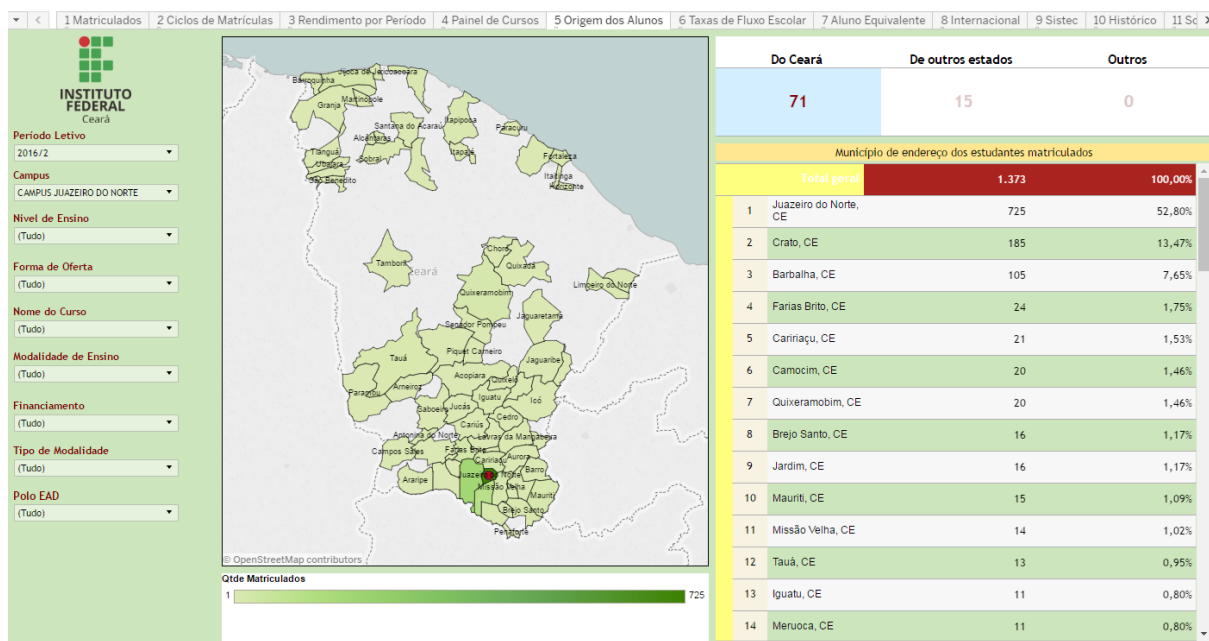 1 Matriculados
2 Ciclos de Matrículas
3 Rendimento por Período
4 Painel de Cursos
5 Origem dos Alunos
6 Taxas de Fluxo Escolar
7 Aluno Equivalente
8 Internacional
9 Sistec
10 Histórico
INSTITUTO
FEDERAL
Ceará
Período Letivo
2016/2
Campus
CAMPUS JUAZEIRO DO NORTE
Nivel de Ensino
(Tudo)
Forma de Oferta
(Tudo)
Nome do Curso
(Tudo)
Modalidade de Ensino
(Tudo)
Financiamento
(Tudo)
Tipo de Modalidade
(Tudo)
Polo EAD
(Tudo)
Jijoca de Jericoacoara
Barroquinha
Martinópole
Granja
Itapipoca
Santana do Acaraú
Paracuru
Alcântaras
Tianguá
Sobral
Itapajé
Fortaleza
Ubajara
São Benedito
Itaitinga
Horizonte
Choró
Tamboril
Ceará
Quixadá
Limoeiro do Norte
Quixeramobim
Jaguaretama
Senador Pompeu
Piquet Carneiro
Tauá
Jaguaribe
Acopiara
Quixelô
Arneiroz
Parambu
Iguatu
Icó
Saboeiro
Jucás
Cedro
Cariús
Antonina do Norte
Lavras da Mangabeira
Campos Sales
Farias Brito
Aurora
Caririaçu
Barro
Juazeiro do Norte
Araripe
Missão Velha
Mauriti
Brejo Santo
Penaforte
© OpenStreetMap contributors
Qtde Matriculados
1 725
Do Ceará De outros estados Outros
71 15 0
Município de endereço dos estudantes matriculados
Total geral 1.373 100,00%
1 Juazeiro do Norte, CE 725 52,80%
2 Crato, CE 185 13,47%
3 Barbalha, CE 105 7,65%
4 Farias Brito, CE 24 1,75%
5 Caririaçu, CE 21 1,53%
6 Camocim, CE 20 1,46%
7 Quixeramobim, CE 20 1,46%
8 Brejo Santo, CE 16 1,17%
9 Jardim, CE 16 1,17%
10 Mauriti, CE 15 1,09%
11 Missão Velha, CE 14 1,02%
12 Tauá, CE 13 0,95%
13 Iguatu, CE 11 0,80%
14 Meruoca, CE 11 0,80%